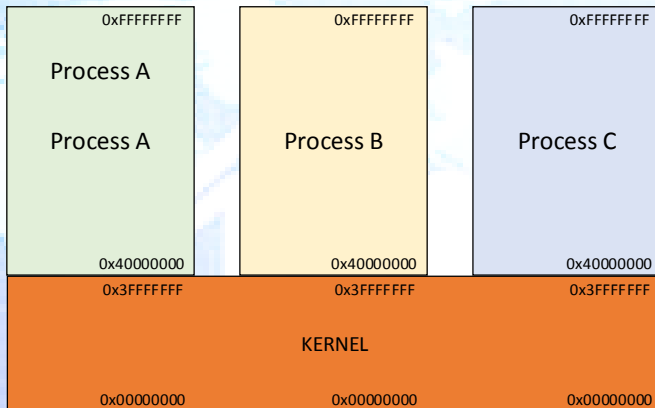 0xFFFFFFFF 0xFFFFFFFF 0xFFFFFFFF
Process A
Process A Process B Process C
0x40000000 0x40000000 0x40000000
0x3FFFFFFF 0x3FFFFFFF 0x3FFFFFFF
KERNEL
0x00000000 0x00000000 0x00000000